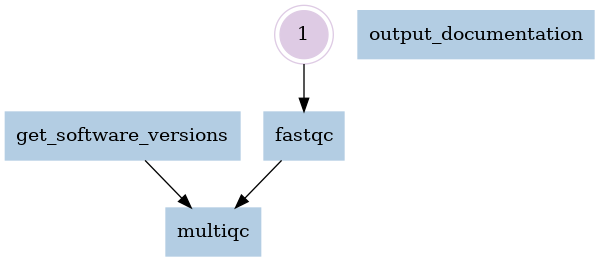 1
output_documentation
get_software_versions
fastqc
multiqc